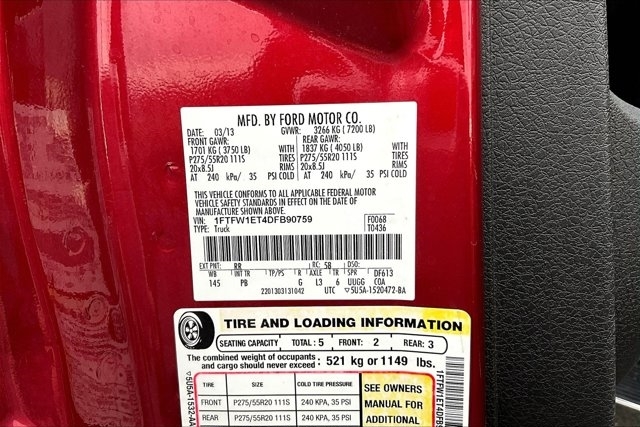 MFD. BY FORD MOTOR CO.
DATE: 03/13 GVWR: 3266 KG ( 7200 LB)
FRONT GAWR: REAR GAWR:
1701 KG ( 3750 LB) WITH 1837 KG ( 4050 LB) WITH
P275/55R20 111S TIRES P275/55R20 111S TIRES
20x8.5J RIMS 20x8.5J RIMS
AT 240 kPa/ 35 PSI COLD AT 240 kPa/ 35 PSI COLD
THIS VEHICLE CONFORMS TO ALL APPLICABLE FEDERAL MOTOR
VEHICLE SAFETY STANDARDS IN EFFECT ON THE DATE OF
MANUFACTURE SHOWN ABOVE.
VIN: 1FTFW1ET4DFB90759 F0068
TYPE: Truck T0436
EXT PNT: RR RC: 58 DSO:
WB INT TR TP/PS R AXLE TR SPR DF613
145 PB G L3 6 UUGG COA
2201303131042 UTC ▽5U5A-1520472-BA
TIRE AND LOADING INFORMATION
SEATING CAPACITY TOTAL : 5 FRONT: 2 REAR: 3
The combined weight of occupants
and cargo should never exceed : 521 kg or 1149 lbs.
TIRE SIZE COLD TIRE PRESSURE SEE OWNERS
FRONT P275/55R20 111S 240 KPA, 35 PSI MANUAL FOR
REAR P275/55R20 111S 240 KPA, 35 PSI ADDITIONAL
▽5U5A-1532-AA
1FTFW1ET4DFB